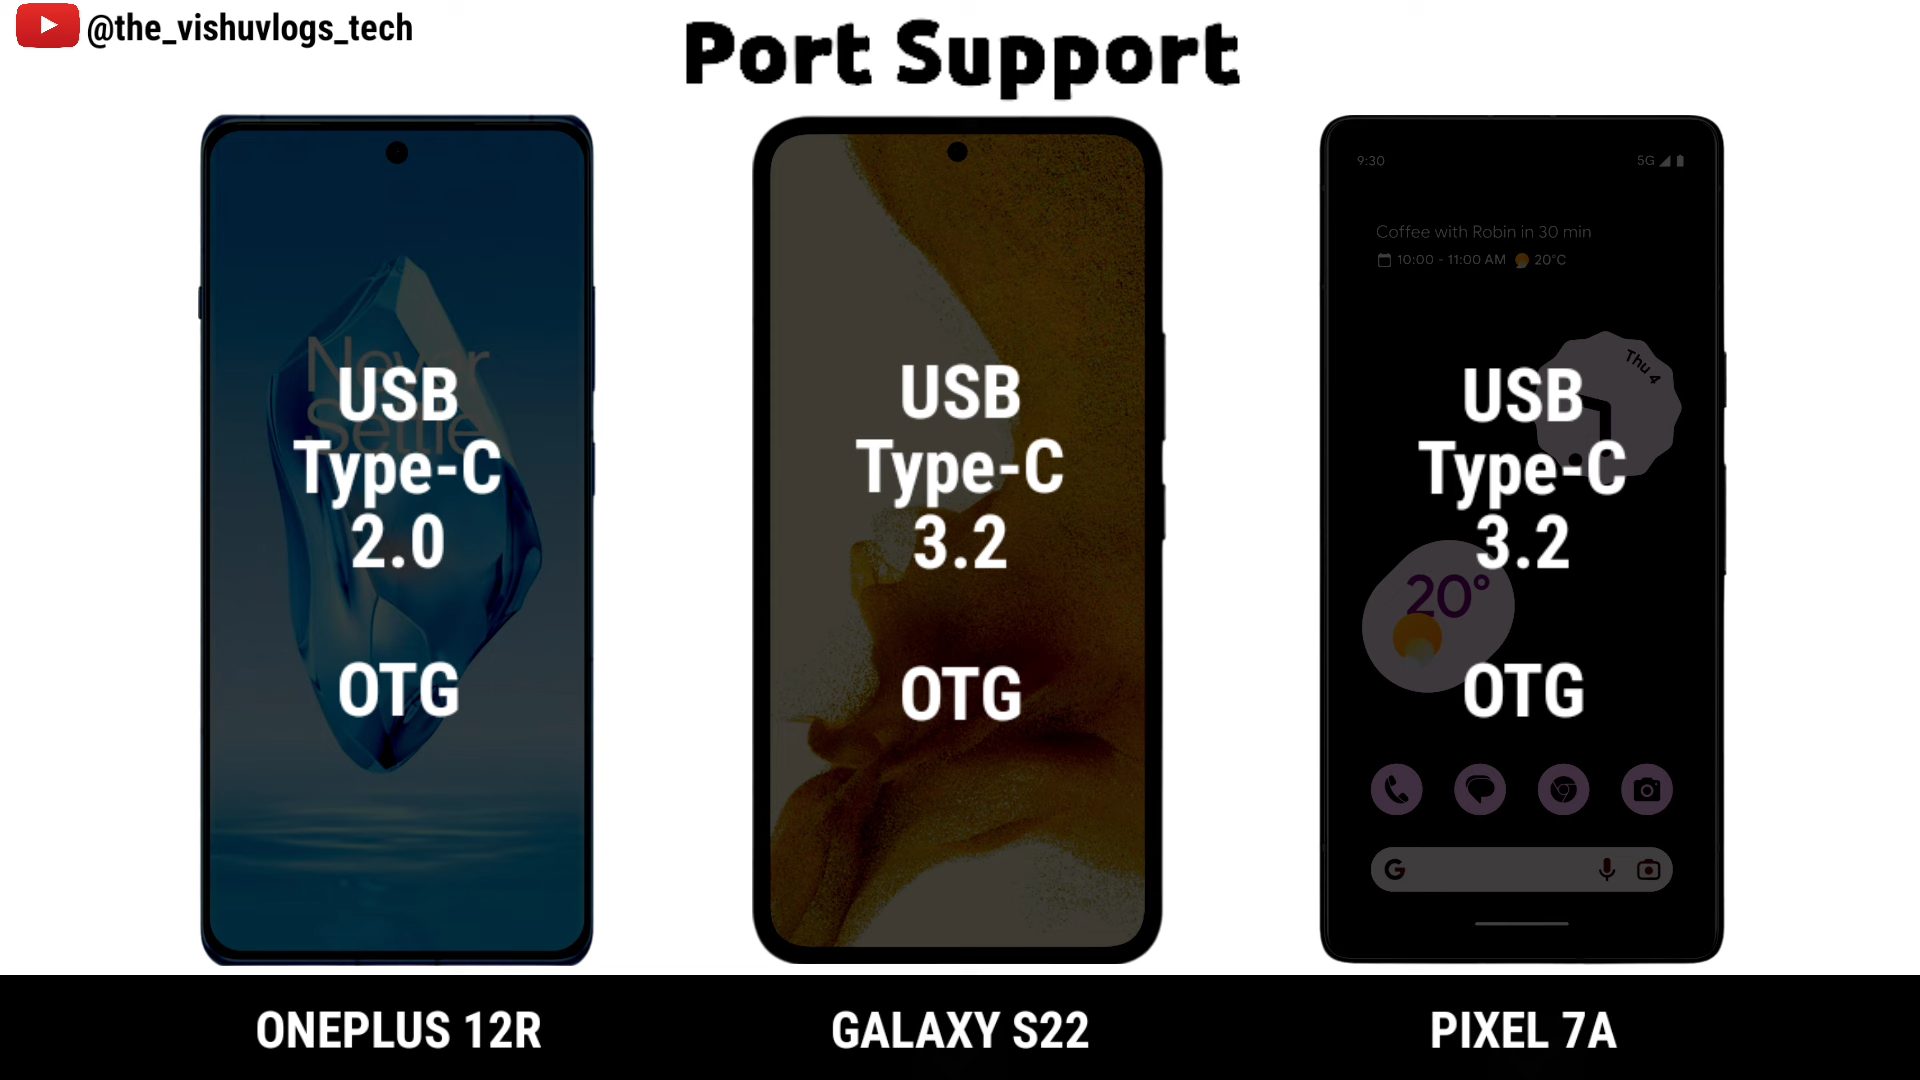 @the_vishuvlogs_tech
Port Support
Never
Settle
USB
Type-C
2.0
OTG
USB
Type-C
3.2
OTG
9:30
5G
Coffee with Robin in 30 min
10:00 - 11:00 AM 20°C
Thu 4
USB
Type-C
3.2
20°
OTG
G
ONEPLUS 12R
GALAXY S22
PIXEL 7A